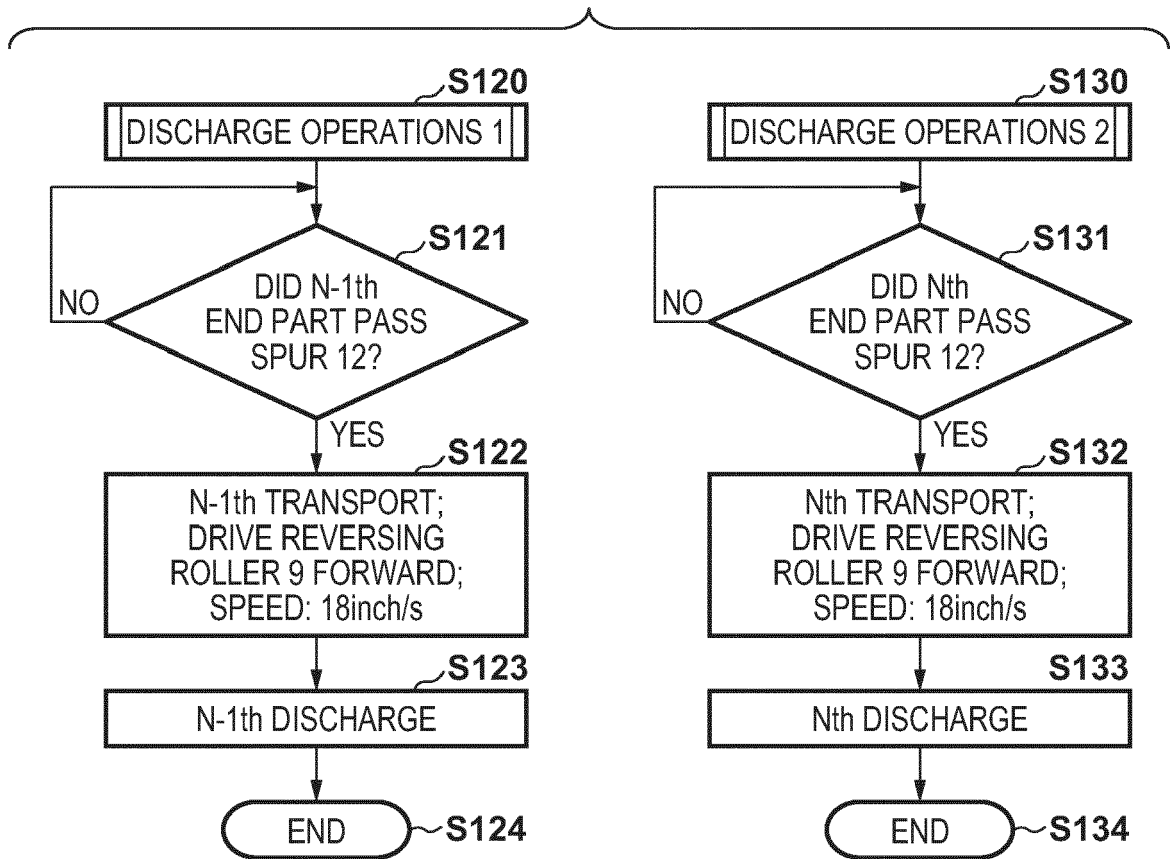 S120
DISCHARGE OPERATIONS 1
S121
DID N-1th
END PART PASS
SPUR 12?
NO
YES
S122
N-1th TRANSPORT;
DRIVE REVERSING
ROLLER 9 FORWARD;
SPEED: 18inch/s
S123
N-1th DISCHARGE
END
S124
S130
DISCHARGE OPERATIONS 2
S131
DID Nth
END PART PASS
SPUR 12?
NO
YES
S132
Nth TRANSPORT;
DRIVE REVERSING
ROLLER 9 FORWARD;
SPEED: 18inch/s
S133
Nth DISCHARGE
END
S134